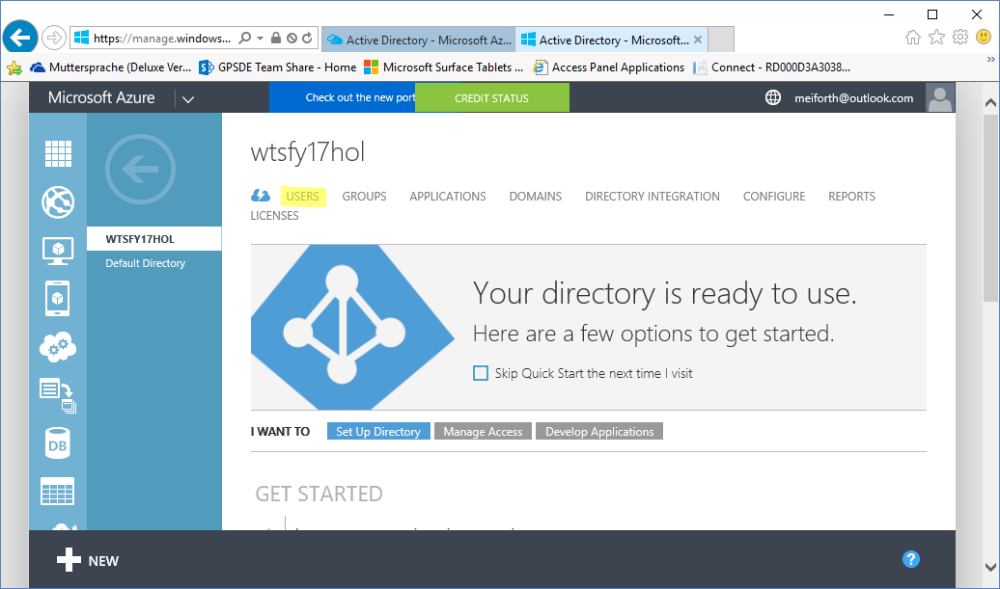 https://manage.windows...
Active Directory - Microsoft Az...
Active Directory - Microsoft...
Muttersprache (Deluxe Ver...
GPSDE Team Share - Home
Microsoft Surface Tablets ...
Access Panel Applications
Connect - RD000D3A3038...
Microsoft Azure
Check out the new port
CREDIT STATUS
meiforth@outlook.com
wtsfy17hol
USERS GROUPS APPLICATIONS DOMAINS DIRECTORY INTEGRATION CONFIGURE REPORTS
LICENSES
WTSFY17HOL
Default Directory
Your directory is ready to use.
Here are a few options to get started.
Skip Quick Start the next time I visit
I WANT TO Set Up Directory Manage Access Develop Applications
GET STARTED
DB
NEW
?